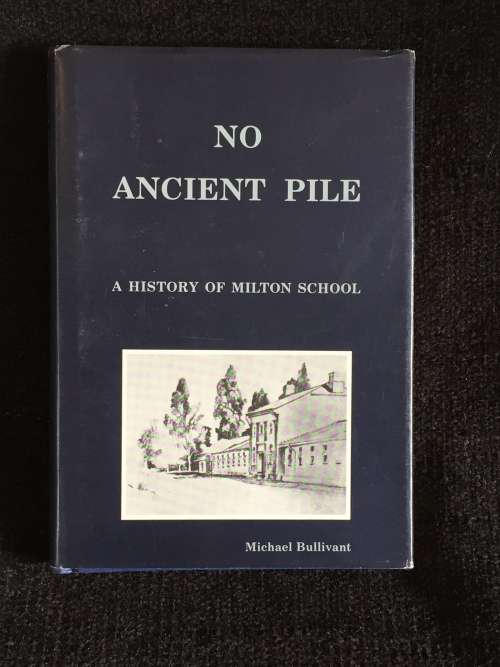 NO
ANCIENT PILE
A HISTORY OF MILTON SCHOOL
Michael Bullivant